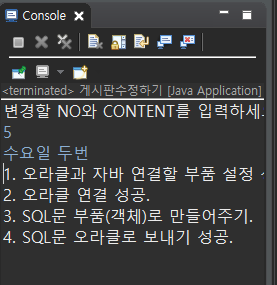 Console
<terminated> 게시판수정하기 [Java Application]
변경할 NO와 CONTENT를 입력하세.
5
수요일 두번
1. 오라클과 자바 연결할 부품 설정
2. 오라클 연결 성공.
3. SQL문 부품(객체)로 만들어주기.
4. SQL문 오라클로 보내기 성공.